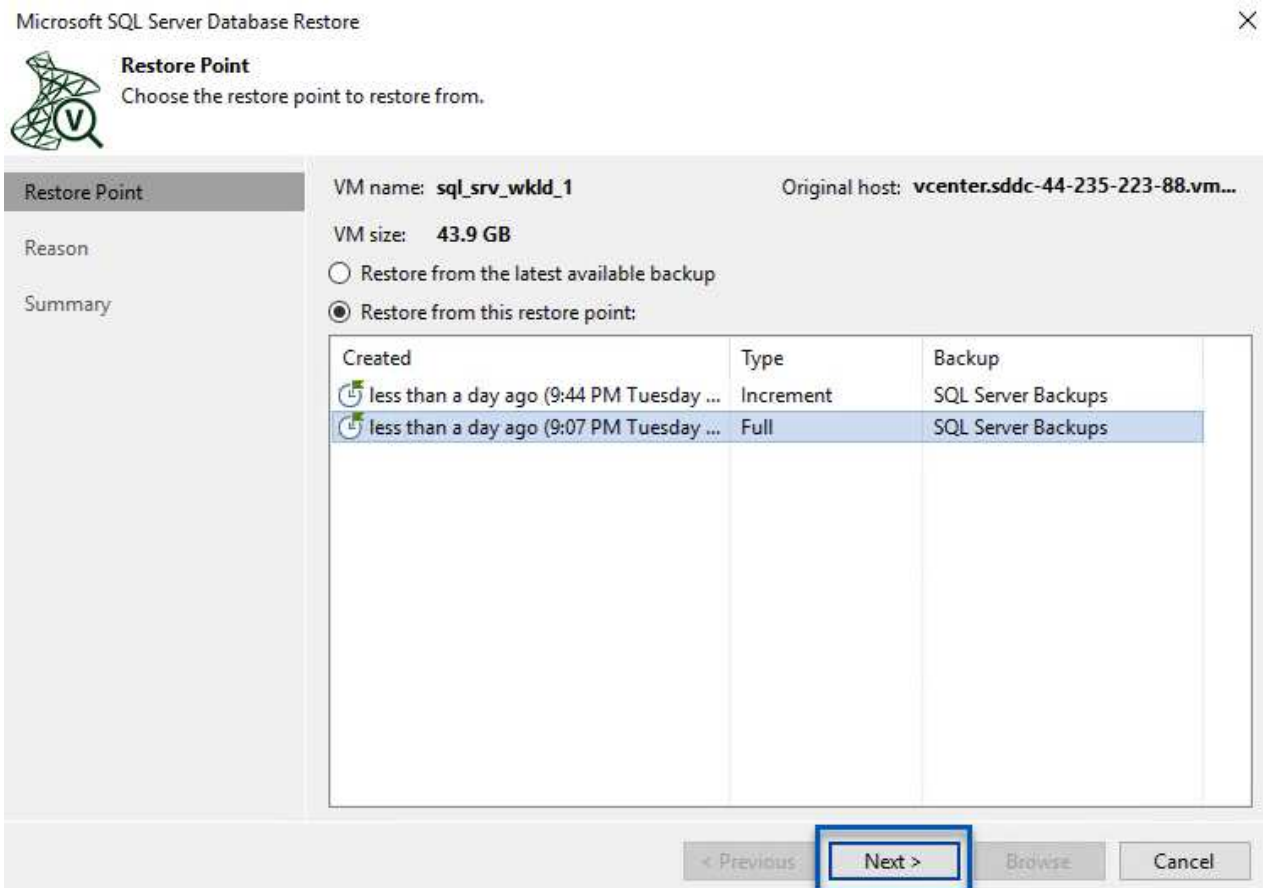 Microsoft SQL Server Database Restore
Restore Point
Choose the restore point to restore from.
Restore Point
Reason
Summary
VM name: sql_srv_wkld_1 Original host: vcenter.sddc-44-235-223-88.vm...
VM size: 43.9 GB
Restore from the latest available backup
Restore from this restore point:
Created Type Backup
less than a day ago (9:44 PM Tuesday ... Increment SQL Server Backups
less than a day ago (9:07 PM Tuesday ... Full SQL Server Backups
< Previous Next > Browse Cancel